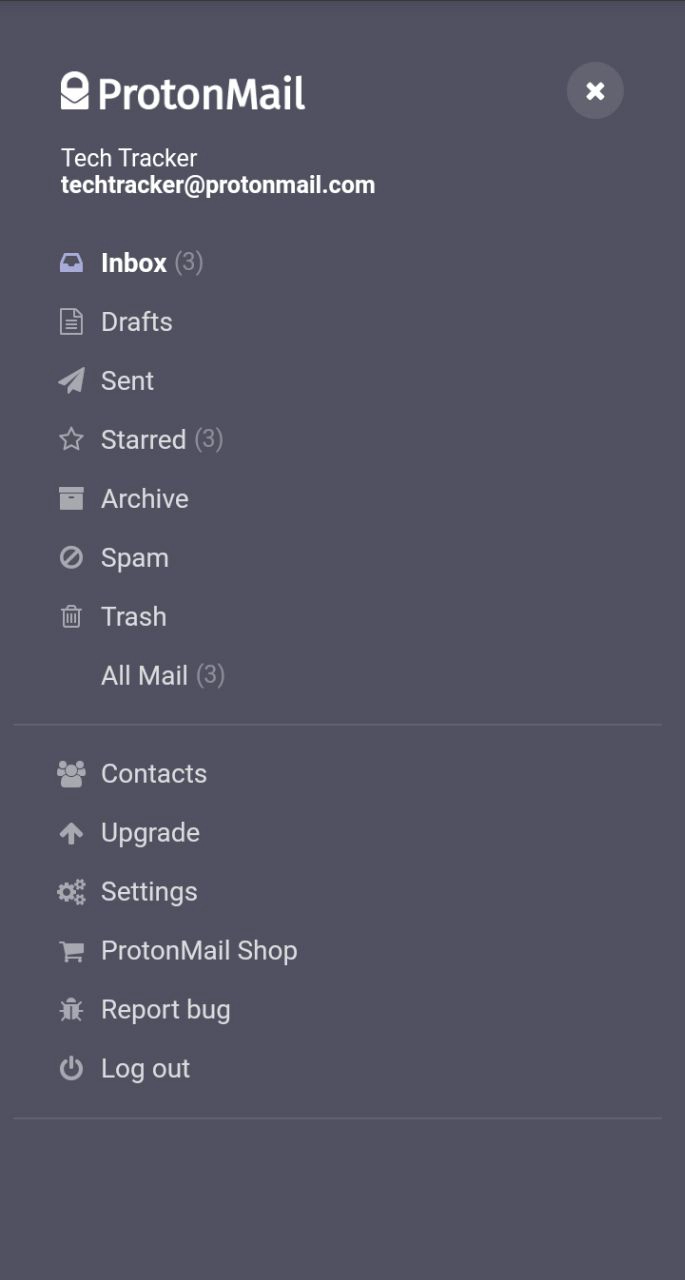 ProtonMail
Tech Tracker
techtracker@protonmail.com
Inbox (3)
Drafts
Sent
Starred (3)
Archive
Spam
Trash
All Mail (3)
Contacts
Upgrade
Settings
ProtonMail Shop
Report bug
Log out